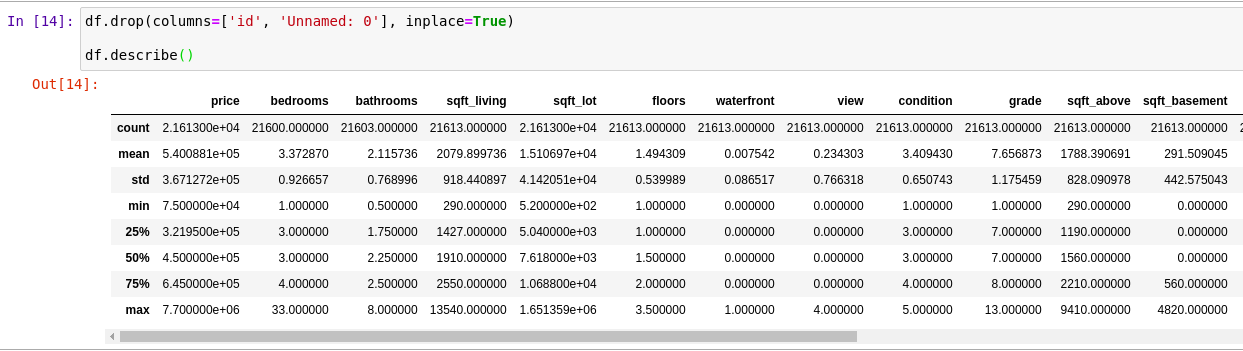 In [14]: df.drop(columns=['id', 'Unnamed: 0'], inplace=True)
df.describe()
Out[14]:
price bedrooms bathrooms sqft_living sqft_lot floors waterfront view condition grade sqft_above sqft_basement
count 2.161300e+04 21600.000000 21603.000000 21613.000000 2.161300e+04 21613.000000 21613.000000 21613.000000 21613.000000 21613.000000 21613.000000 21613.000000
mean 5.400881e+05 3.372870 2.115736 2079.899736 1.510697e+04 1.494309 0.007542 0.234303 3.409430 7.656873 1788.390691 291.509045
std 3.671272e+05 0.926657 0.768996 918.440897 4.142051e+04 0.539989 0.086517 0.766318 0.650743 1.175459 828.090978 442.575043
min 7.500000e+04 1.000000 0.500000 290.000000 5.200000e+02 1.000000 0.000000 0.000000 1.000000 1.000000 290.000000 0.000000
25% 3.219500e+05 3.000000 1.750000 1427.000000 5.040000e+03 1.000000 0.000000 0.000000 3.000000 7.000000 1190.000000 0.000000
50% 4.500000e+05 3.000000 2.250000 1910.000000 7.618000e+03 1.500000 0.000000 0.000000 3.000000 7.000000 1560.000000 0.000000
75% 6.450000e+05 4.000000 2.500000 2550.000000 1.068800e+04 2.000000 0.000000 0.000000 4.000000 8.000000 2210.000000 560.000000
max 7.700000e+06 33.000000 8.000000 13540.000000 1.651359e+06 3.500000 1.000000 4.000000 5.000000 13.000000 9410.000000 4820.000000